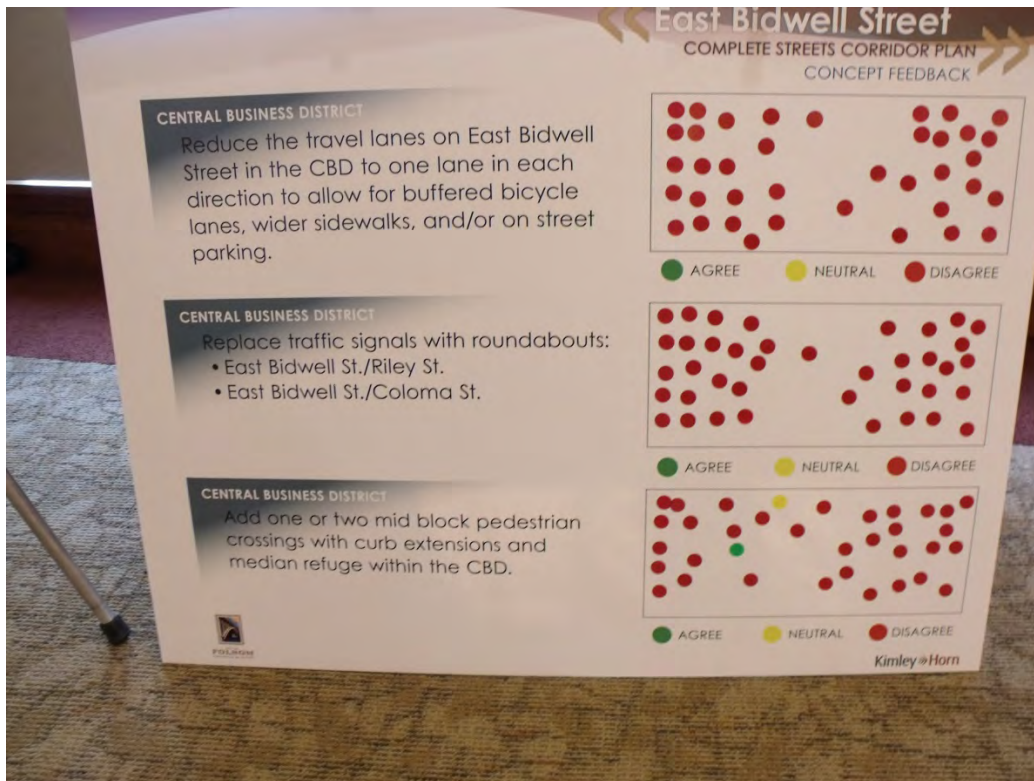 East Bidwell Street
COMPLETE STREETS CORRIDOR PLAN
CONCEPT FEEDBACK
CENTRAL BUSINESS DISTRICT
Reduce the travel lanes on East Bidwell
Street in the CBD to one lane in each
direction to allow for buffered bicycle
lanes, wider sidewalks, and/or on street
parking.
AGREE NEUTRAL DISAGREE
CENTRAL BUSINESS DISTRICT
Replace traffic signals with roundabouts:
• East Bidwell St./Riley St.
• East Bidwell St./Coloma St.
AGREE NEUTRAL DISAGREE
CENTRAL BUSINESS DISTRICT
Add one or two mid block pedestrian
crossings with curb extensions and
median refuge within the CBD.
AGREE NEUTRAL DISAGREE
FOLSOM
Kimley»Horn